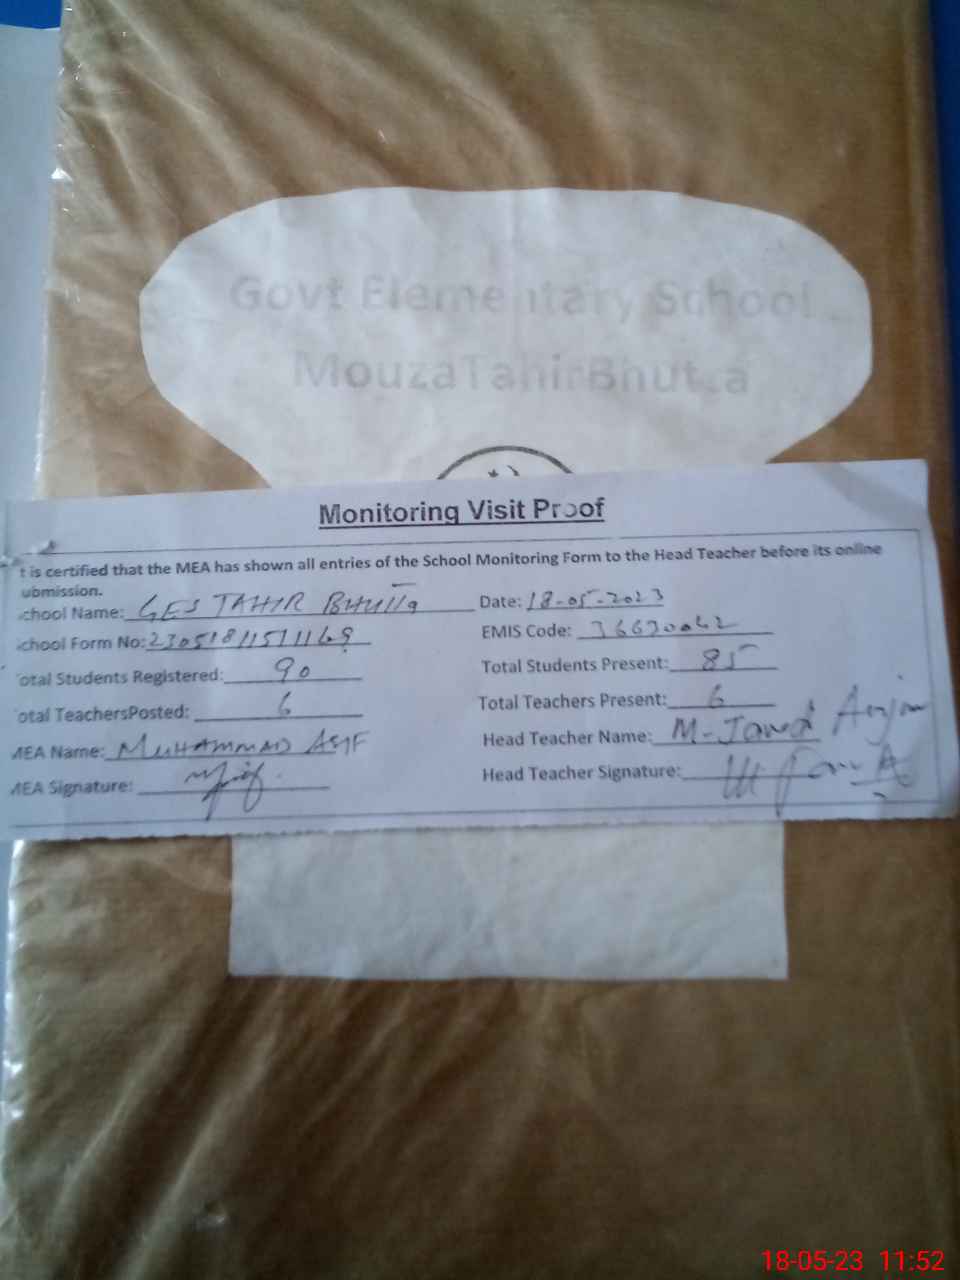 Govt Elementary School
MouzaTahirBhutta
Monitoring Visit Proof
t is certified that the MEA has shown all entries of the School Monitoring Form to the Head Teacher before its online
ubmission.
chool Name: GES TAHIR BHUTTA Date: 18-05-2023
chool Form No: EMIS Code:
otal Students Registered: 90 Total Students Present: 85
otal TeachersPosted: 6 Total Teachers Present: 6
MEA Name: MUHAMMAD ASIF Head Teacher Name: M-Javed Anjum
MEA Signature: Head Teacher Signature:
18-05-23 11:52